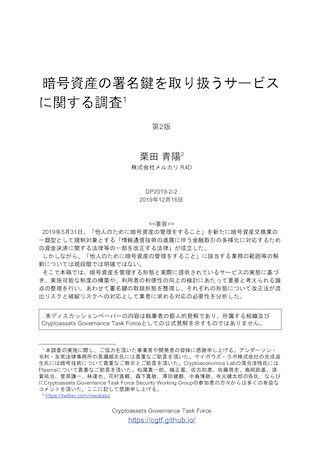 暗号資産の署名鍵を取り扱うサービス
に関する調査1
第2版
栗田 青陽2
株式会社メルカリ R4D
DP2019-2-2
2019年12月16日
<<要旨>>
2019年5月31日、「他人のために暗号資産の管理をすること」を新たに暗号資産交換業の
一類型として規制対象とする「情報通信技術の進展に伴う金融取引の多様化に対応するため
の資金決済に関する法律等の一部を改正する法律」が成立した。
しかしながら、「他人のために暗号資産の管理をすること」に該当する業務の範囲等の解
釈については現段階では明確ではない。
そこで本稿では、暗号資産を管理する形態と実際に提供されているサービスの実態に基づ
き、実施可能な制度の構築や、利用者の利便性の向上の検討にあたって重要と考えられる論
点の整理を行い、あわせて署名鍵の取扱形態を整理し、それぞれの形態について改正法が流
出リスクと破綻リスクへの対応として業者に求める対応の必要性を分析した。
本ディスカッションペーパーの内容は執筆者の個人的見解であり、所属する組織及び
Cryptoassets Governance Task Forceとしての公式見解を示すものではありません。
1 本調査の実施に際し、ご協力を頂いた事業者や開発者の皆様に感謝申し上げる。アンダーソン・
毛利・友常法律事務所の長瀬威志氏には貴重なご助言を頂いた。サイボウズ・ラボ株式会社の光成滋
生氏には暗号技術について貴重なご助言を頂いた。Cryptoeconomics Labの落合渉悟氏には
Plasmaについて貴重なご助言を頂いた。松尾真一郎、楠正憲、佐古和恵、佐藤雅史、島岡政基、須
賀祐治、菅原謙一、林達也、花村直親、森下真敬、澤田健都、中島博敬、寺元健太郎の各氏、ならび
にCryptoassets Governance Task Force Security Working Groupの参加者の方々からは多くの有益な
コメントを頂いた。ここに記して謝意申し上げる。
2 https://twitter.com/niwatako
Cryptoassets Governance Task Force
https://cgtf.github.io/